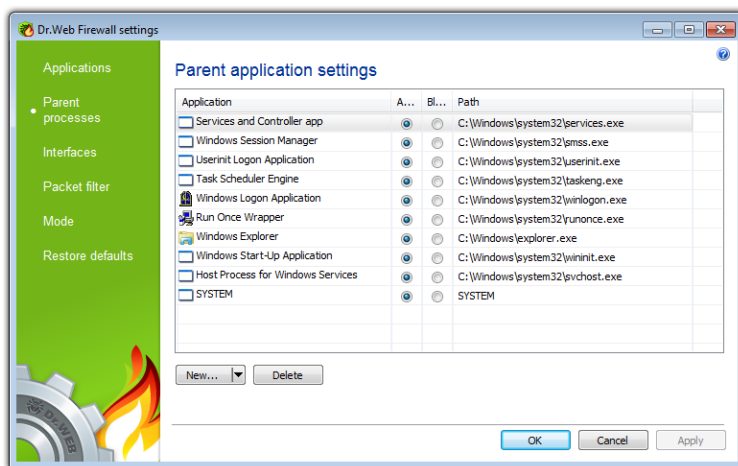 Dr.Web Firewall settings
Applications
Parent processes
Interfaces
Packet filter
Mode
Restore defaults
Parent application settings
Application A... Bl... Path
Services and Controller app C:\Windows\system32\services.exe
Windows Session Manager C:\Windows\system32\smss.exe
Userinit Logon Application C:\Windows\system32\userinit.exe
Task Scheduler Engine C:\Windows\system32\taskeng.exe
Windows Logon Application C:\Windows\system32\winlogon.exe
Run Once Wrapper C:\Windows\system32\runonce.exe
Windows Explorer C:\Windows\explorer.exe
Windows Start-Up Application C:\Windows\system32\wininit.exe
Host Process for Windows Services C:\Windows\system32\svchost.exe
SYSTEM SYSTEM
New... Delete
Dr.WEB
OK Cancel Apply